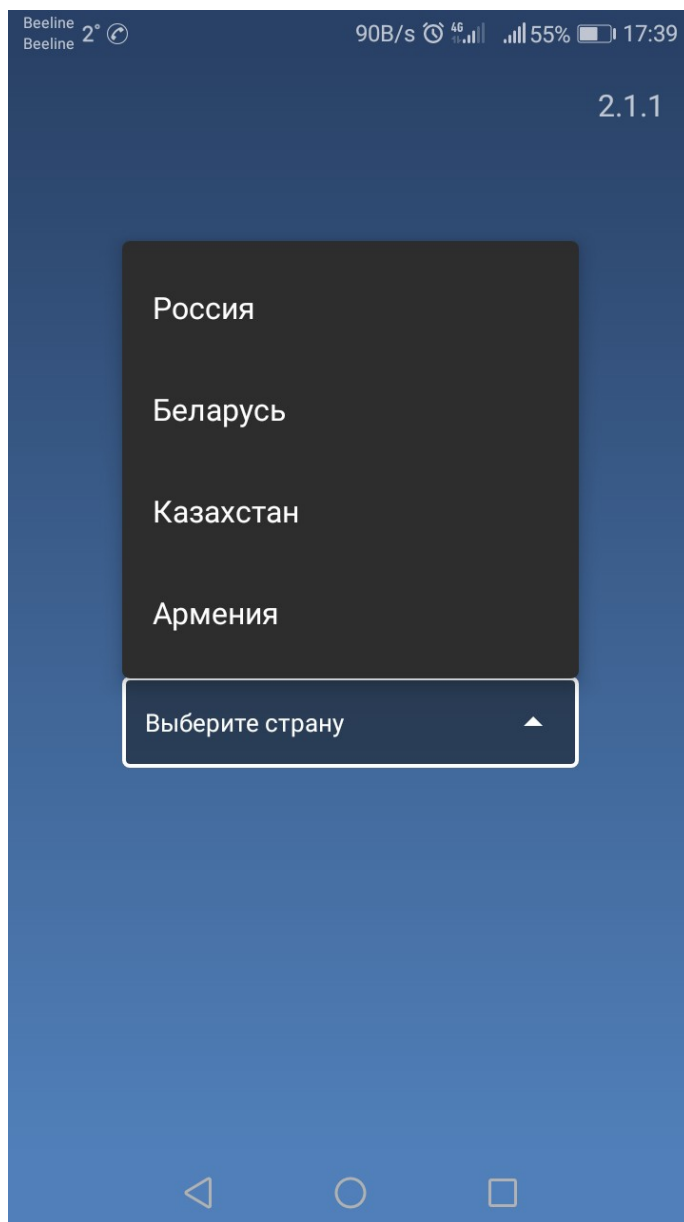 Beeline
Beeline 2° 90B/s 4G 55% 17:39
2.1.1
Россия
Беларусь
Казахстан
Армения
Выберите страну